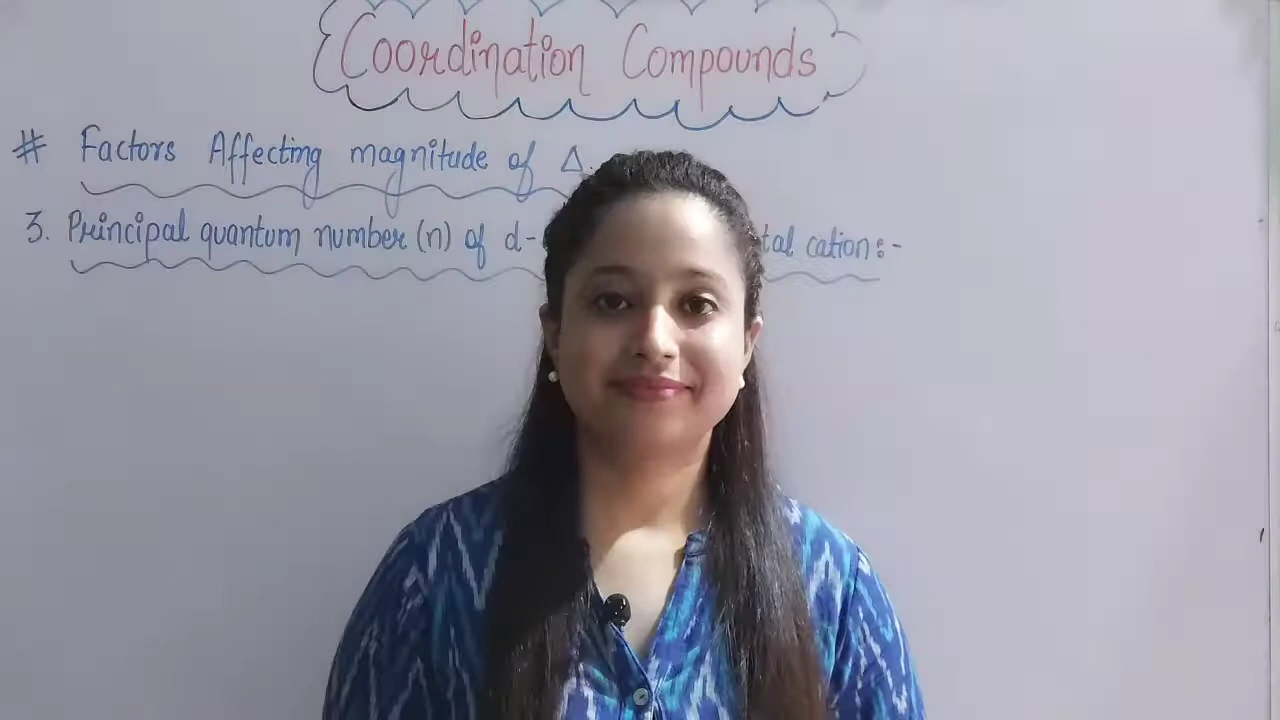 Coordination Compounds
# Factors Affecting magnitude of Δ.
3. Principal quantum number (n) of d- tal cation :-